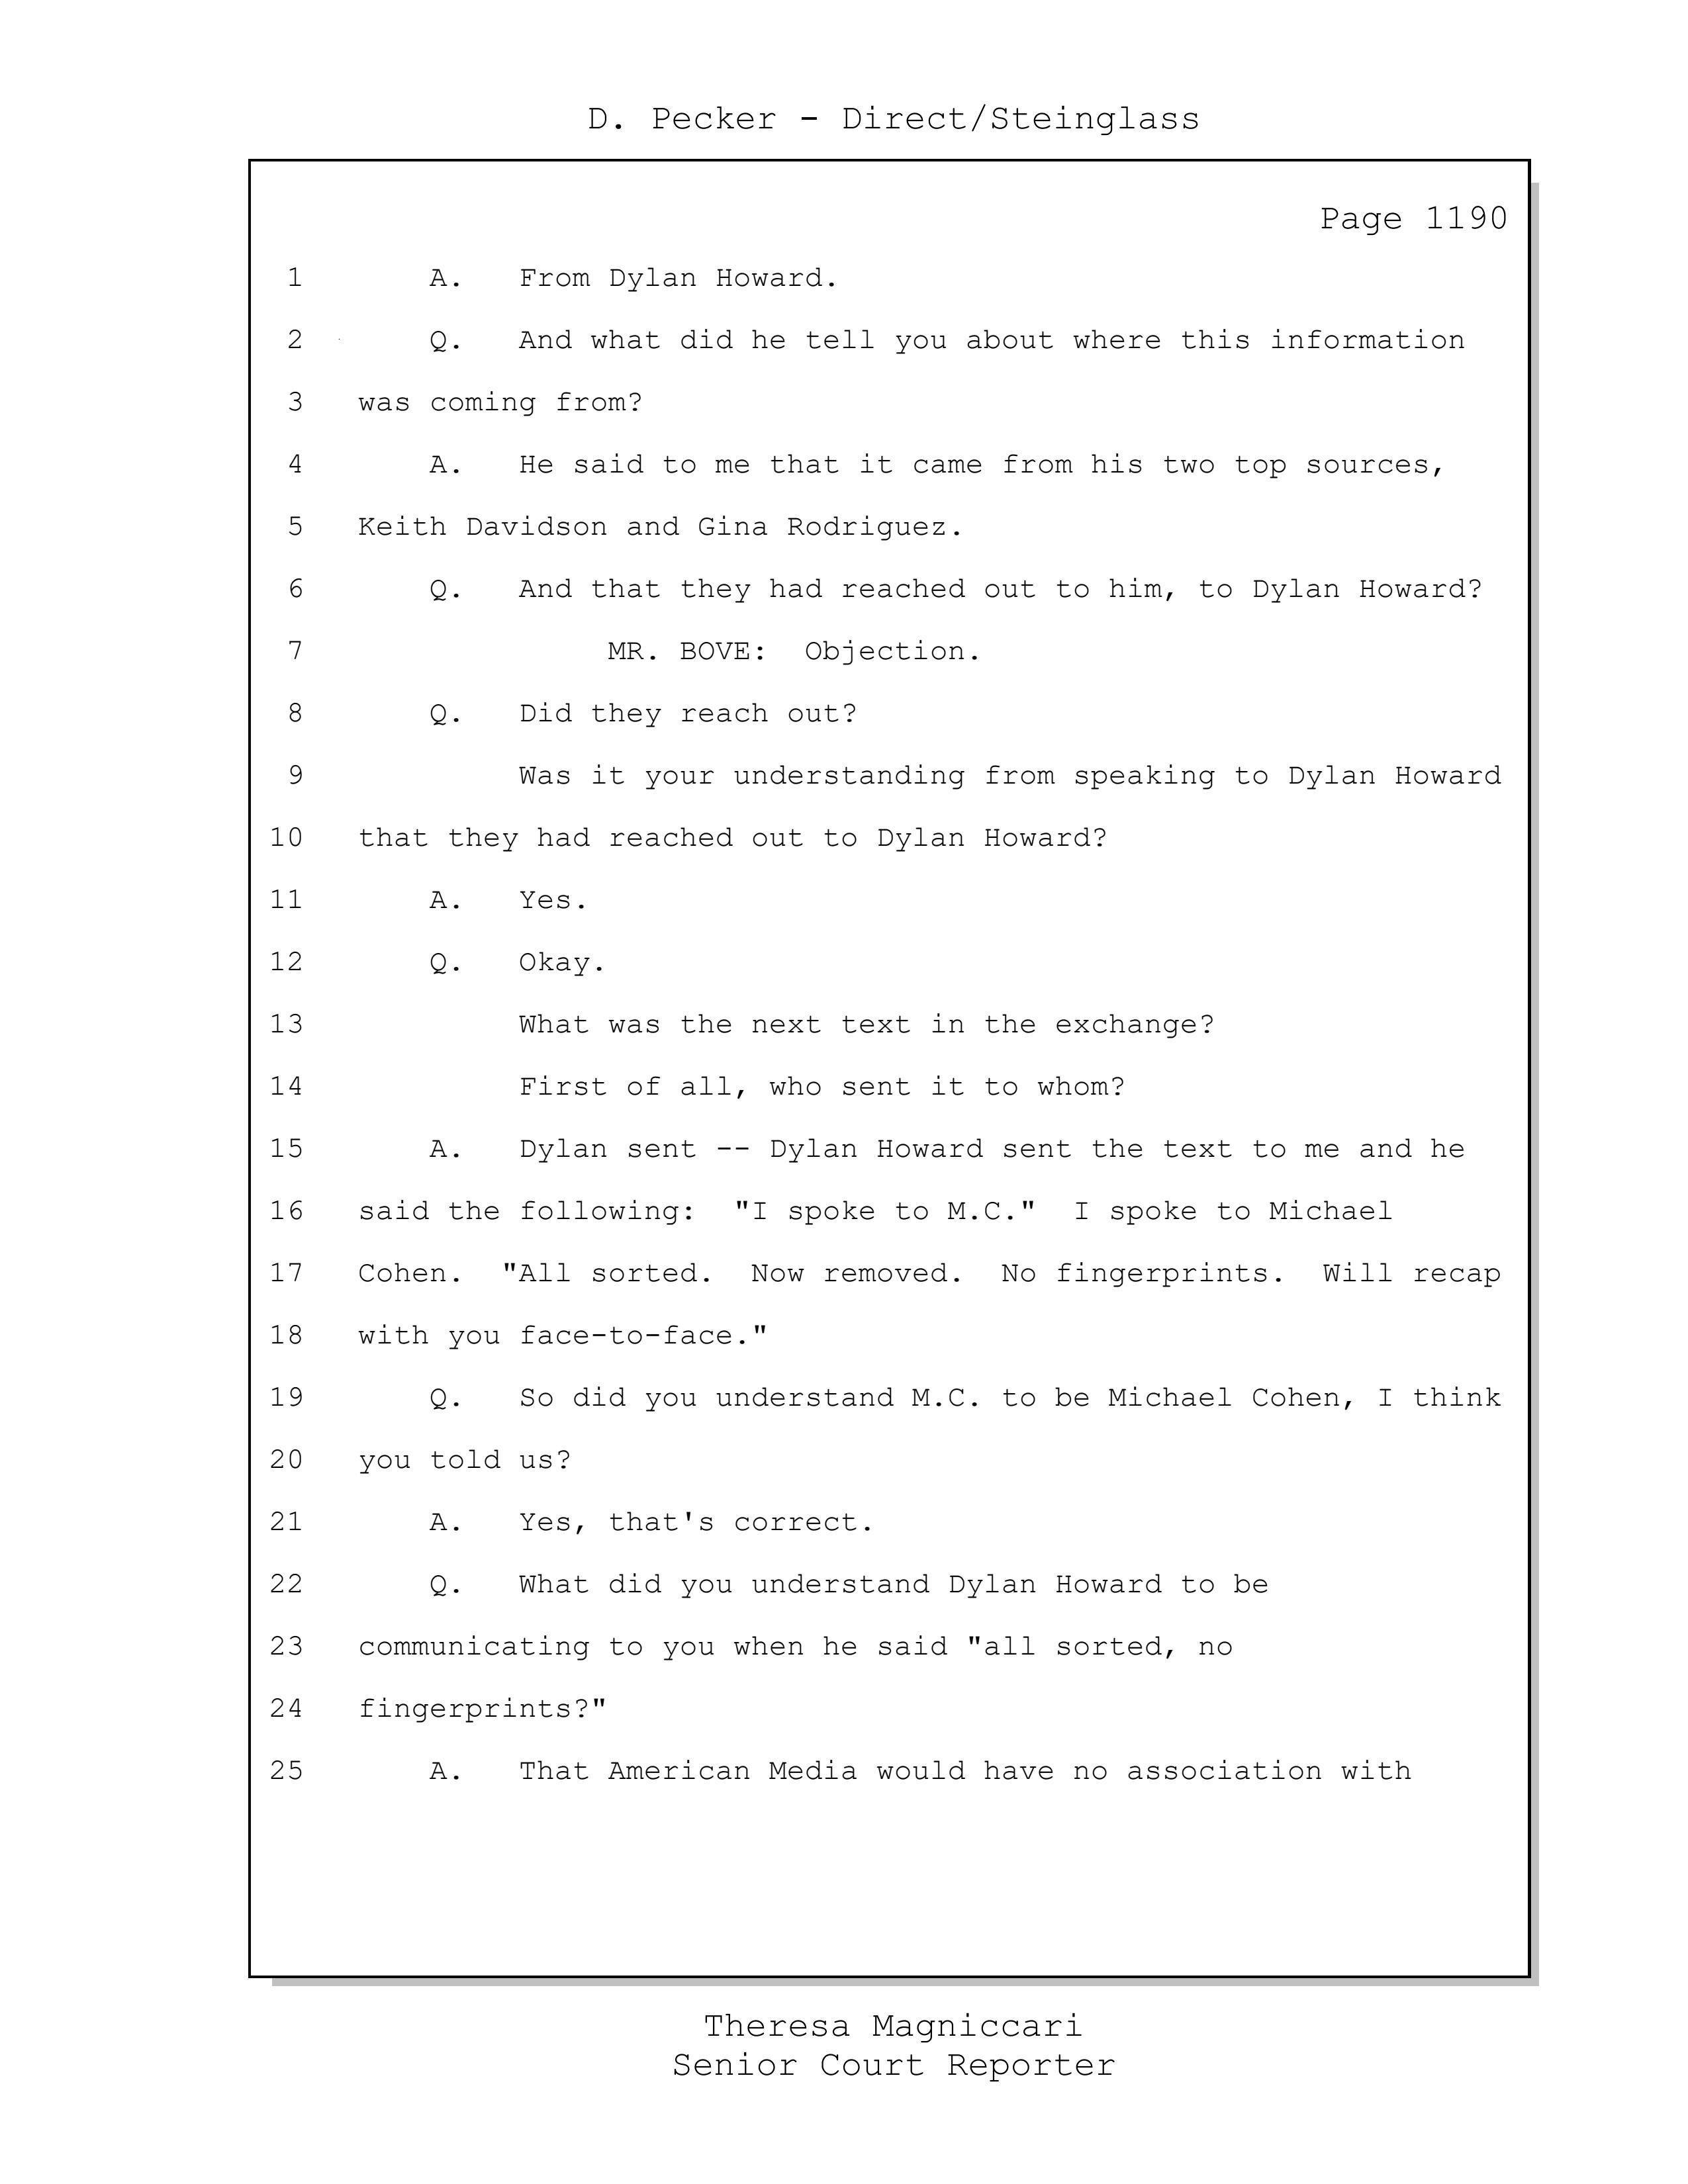 D. Pecker - Direct/Steinglass
Page 1190
1 A. From Dylan Howard.
2 Q. And what did he tell you about where this information
3 was coming from?
4 A. He said to me that it came from his two top sources,
5 Keith Davidson and Gina Rodriguez.
6 Q. And that they had reached out to him, to Dylan Howard?
7 MR. BOVE: Objection.
8 Q. Did they reach out?
9 Was it your understanding from speaking to Dylan Howard
10 that they had reached out to Dylan Howard?
11 A. Yes.
12 Q. Okay.
13 What was the next text in the exchange?
14 First of all, who sent it to whom?
15 A. Dylan sent -- Dylan Howard sent the text to me and he
16 said the following: "I spoke to M.C." I spoke to Michael
17 Cohen. "All sorted. Now removed. No fingerprints. Will recap
18 with you face-to-face."
19 Q. So did you understand M.C. to be Michael Cohen, I think
20 you told us?
21 A. Yes, that's correct.
22 Q. What did you understand Dylan Howard to be
23 communicating to you when he said "all sorted, no
24 fingerprints?"
25 A. That American Media would have no association with
Theresa Magniccari
Senior Court Reporter